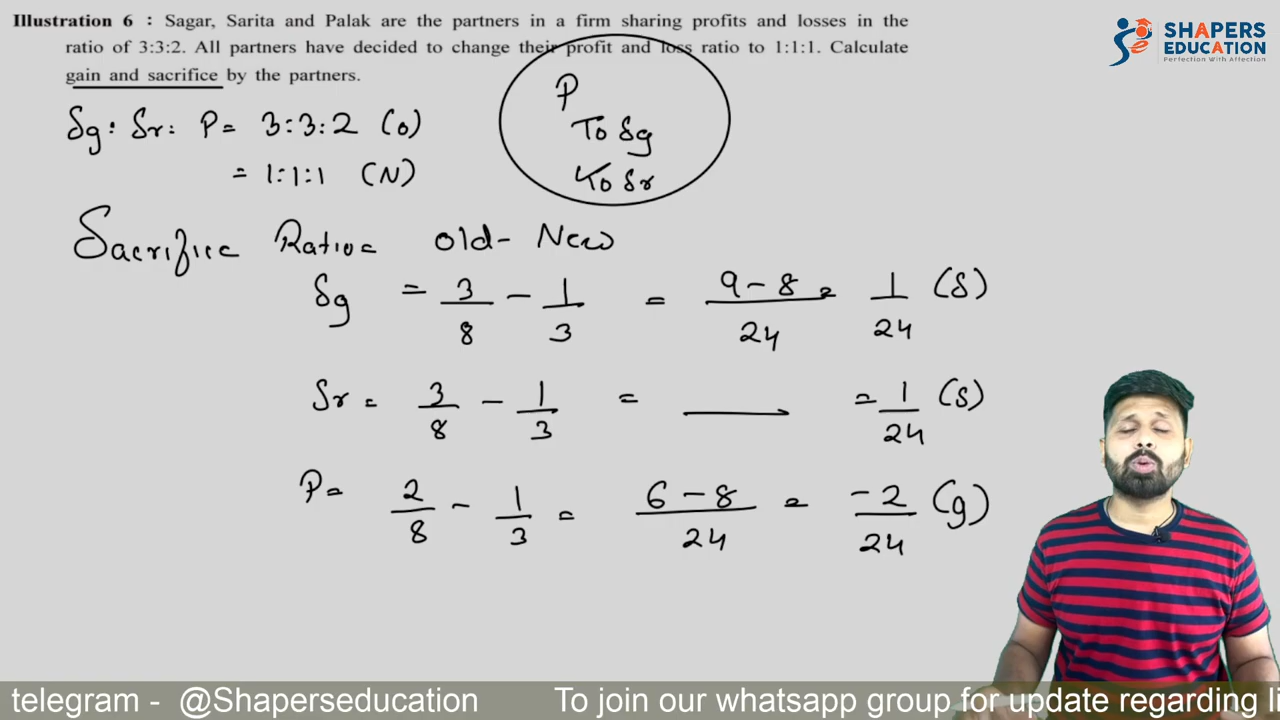 Illustration 6 : Sagar, Sarita and Palak are the partners in a firm sharing profits and losses in the
ratio of 3:3:2. All partners have decided to change their profit and loss ratio to 1:1:1. Calculate
gain and sacrifice by the partners.
SHAPERS
EDUCATION
Perfection With Affection
Sg: Sr: P= 3:3:2 (O)
= 1:1:1 (N)
P
To Sg
To Sr
Sacrifice Ratio= Old- New
Sg = 3/8 - 1/3 = 9-8/24 = 1/24 (S)
Sr = 3/8 - 1/3 = = 1/24 (S)
P= 2/8 - 1/3 = 6-8/24 = -2/24 (g)
telegram - @Shaperseducation To join our whatsapp group for update regarding li